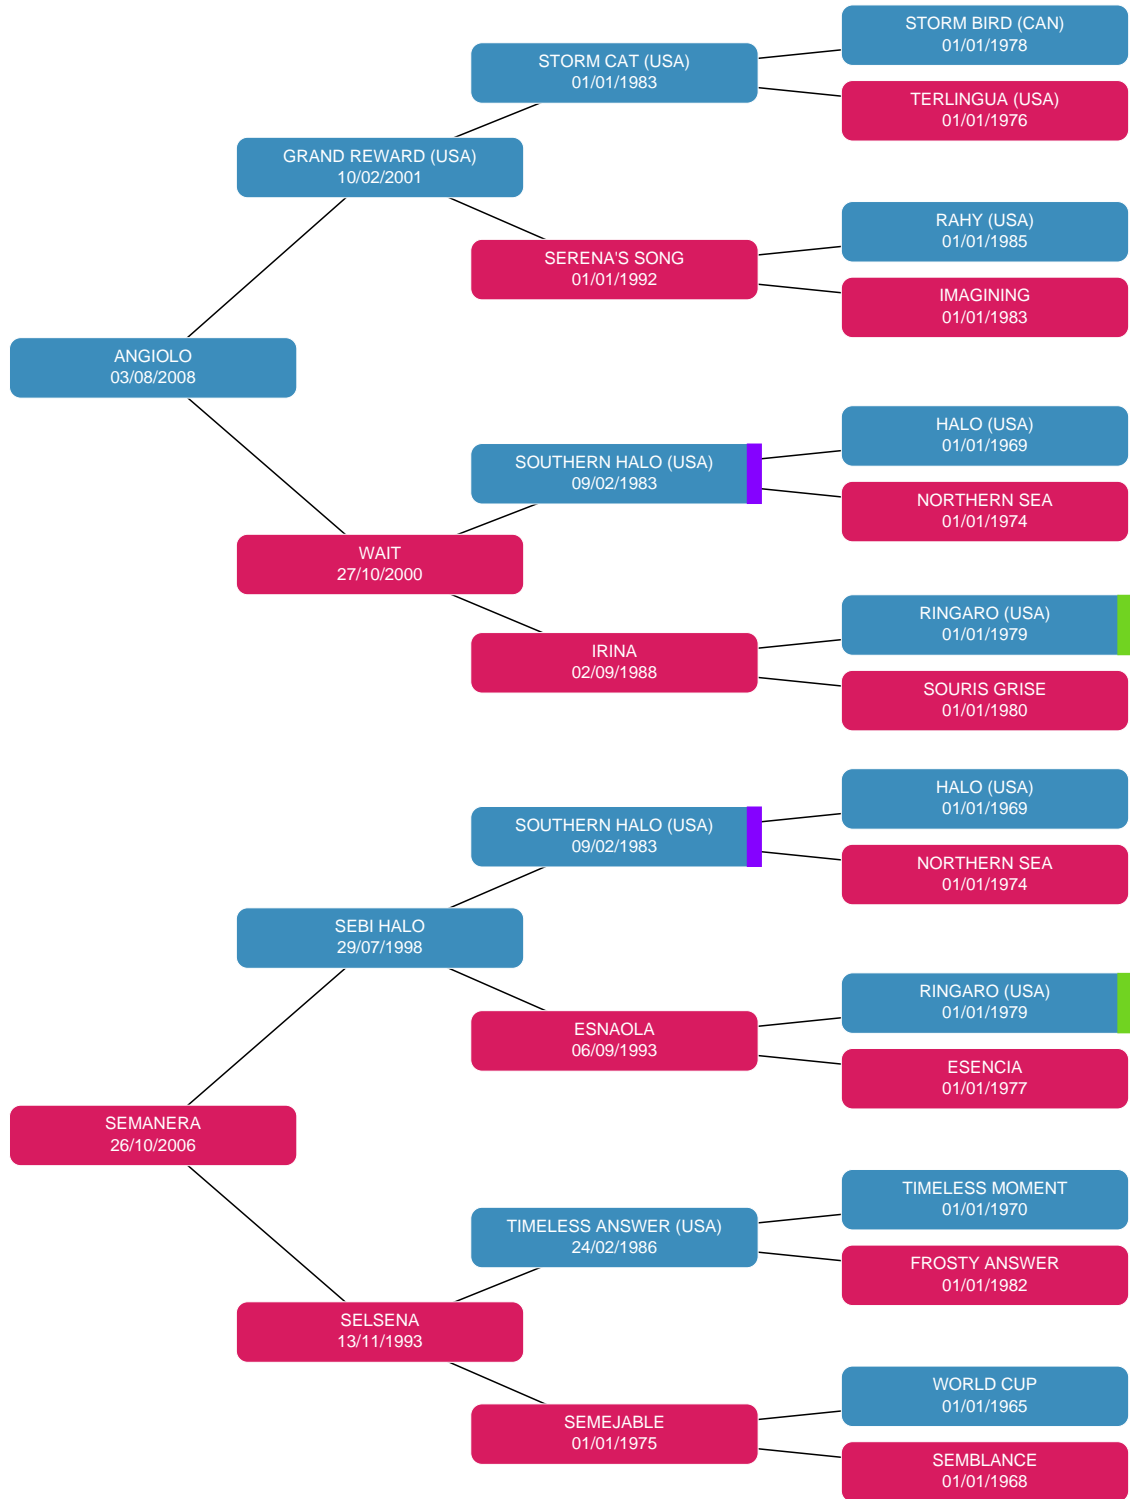 STORM BIRD (CAN)
01/01/1978
STORM CAT (USA)
01/01/1983
TERLINGUA (USA)
01/01/1976
GRAND REWARD (USA)
10/02/2001
RAHY (USA)
01/01/1985
SERENA'S SONG
01/01/1992
IMAGINING
01/01/1983
ANGIOLO
03/08/2008
HALO (USA)
01/01/1969
SOUTHERN HALO (USA)
09/02/1983
NORTHERN SEA
01/01/1974
WAIT
27/10/2000
RINGARO (USA)
01/01/1979
IRINA
02/09/1988
SOURIS GRISE
01/01/1980
HALO (USA)
01/01/1969
SOUTHERN HALO (USA)
09/02/1983
NORTHERN SEA
01/01/1974
SEBI HALO
29/07/1998
RINGARO (USA)
01/01/1979
ESNAOLA
06/09/1993
ESENCIA
01/01/1977
SEMANERA
26/10/2006
TIMELESS MOMENT
01/01/1970
TIMELESS ANSWER (USA)
24/02/1986
FROSTY ANSWER
01/01/1982
SELSENA
13/11/1993
WORLD CUP
01/01/1965
SEMEJABLE
01/01/1975
SEMBLANCE
01/01/1968